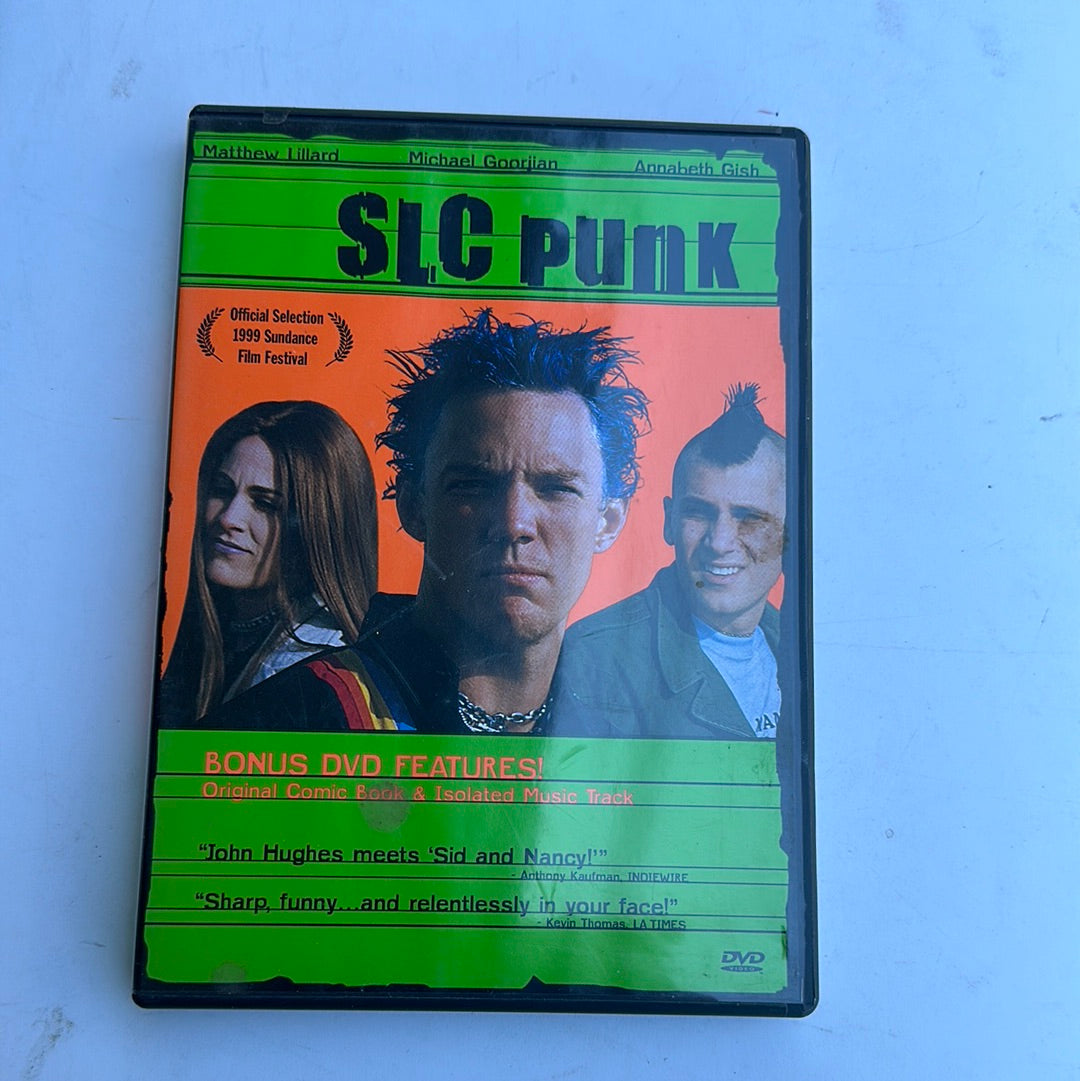 Matthew Lillard Michael Goorjian Annabeth Gish
SLC PUNK
Official Selection
1999 Sundance
Film Festival
BONUS DVD FEATURES!
Original Comic Book & Isolated Music Track
“John Hughes meets ‘Sid and Nancy!’”
- Anthony Kaufman, INDIEWIRE
“Sharp, funny...and relentlessly in your face!”
- Kevin Thomas, LA TIMES
DVD
VIDEO